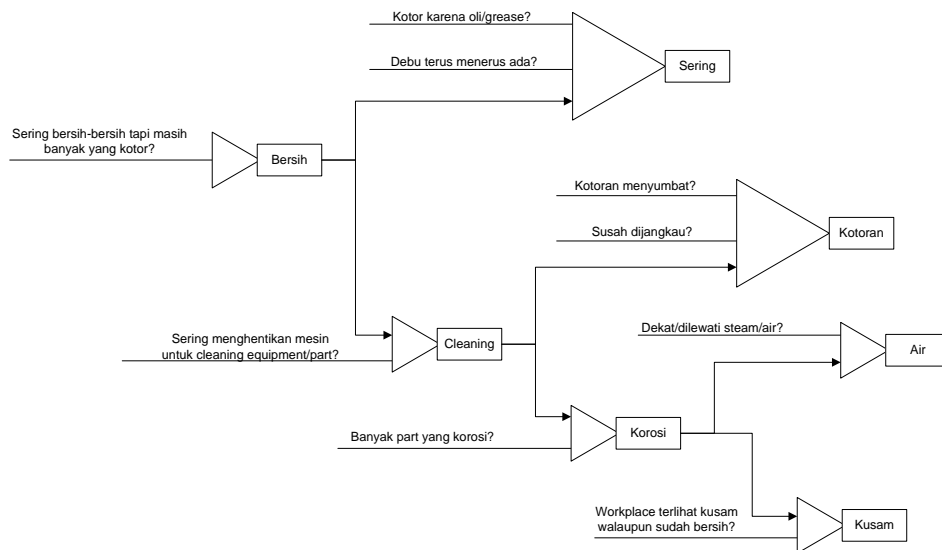 Kotor karena oli/grease?
Debu terus menerus ada?
Sering
Sering bersih-bersih tapi masih
banyak yang kotor?
Bersih
Kotoran menyumbat?
Susah dijangkau?
Kotoran
Sering menghentikan mesin
untuk cleaning equipment/part?
Cleaning
Dekat/dilewati steam/air?
Air
Banyak part yang korosi?
Korosi
Workplace terlihat kusam
walaupun sudah bersih?
Kusam